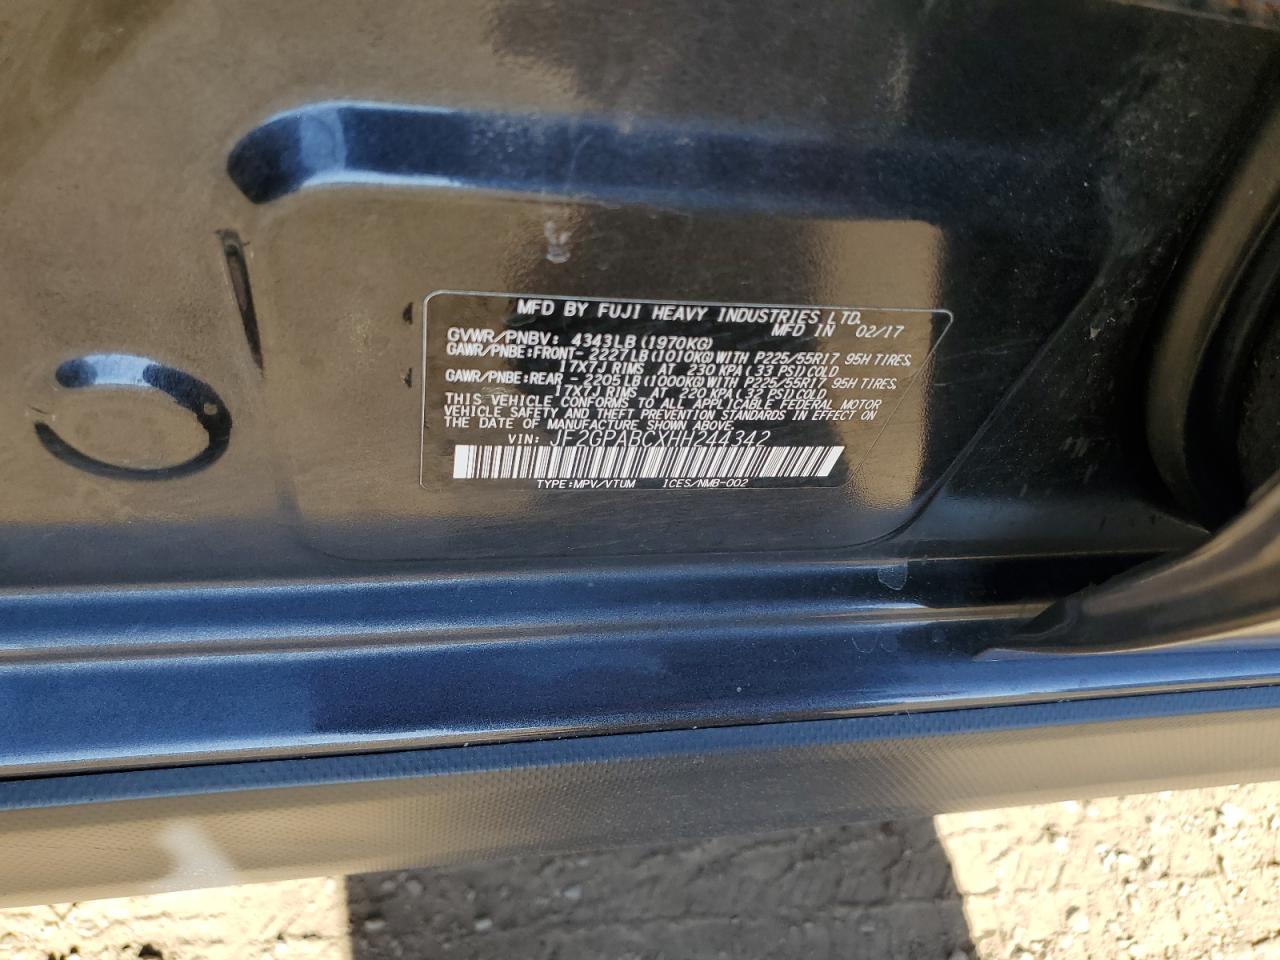 MFD BY FUJI HEAVY INDUSTRIES LTD.
MFD IN 02/17
GVWR/PNBV: 4343LB(1970KG)
GAWR/PNBE:FRONT- 2227LB(1010KG)WITH P225/55R17 95H TIRES,
17X7J RIMS AT 230 KPA(33 PSI)COLD
GAWR/PNBE:REAR - 2205LB(1000KG)WITH P225/55R17 95H TIRES,
17X7J RIMS AT 220 KPA(32 PSI)COLD
THIS VEHICLE CONFORMS TO ALL APPLICABLE FEDERAL MOTOR
VEHICLE SAFETY AND THEFT PREVENTION STANDARDS IN EFFECT ON
THE DATE OF MANUFACTURE SHOWN ABOVE.
VIN: JF2GPABCXHH244342
TYPE:MPV/VTUM ICES/NMB-002